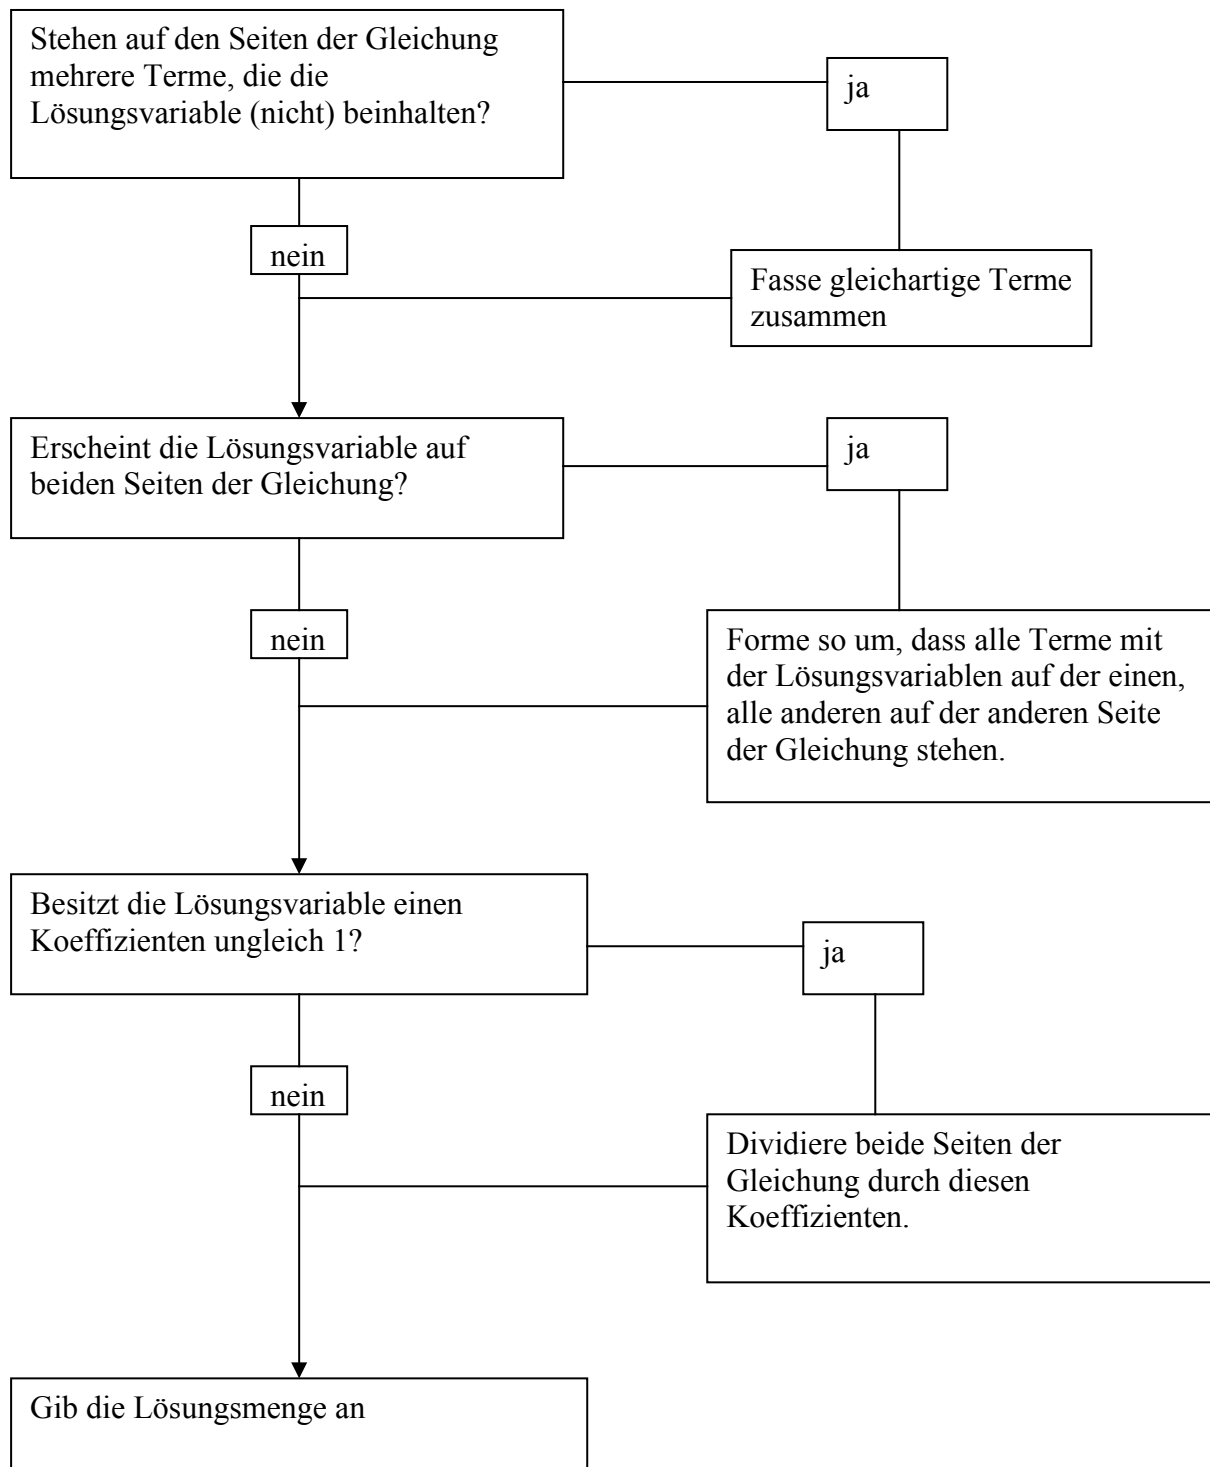 Stehen auf den Seiten der Gleichung
mehrere Terme, die die
Lösungsvariable (nicht) beinhalten?
ja
nein
Fasse gleichartige Terme
zusammen
Erscheint die Lösungsvariable auf
beiden Seiten der Gleichung?
ja
nein
Forme so um, dass alle Terme mit
der Lösungsvariablen auf der einen,
alle anderen auf der anderen Seite
der Gleichung stehen.
Besitzt die Lösungsvariable einen
Koeffizienten ungleich 1?
ja
nein
Dividiere beide Seiten der
Gleichung durch diesen
Koeffizienten.
Gib die Lösungsmenge an